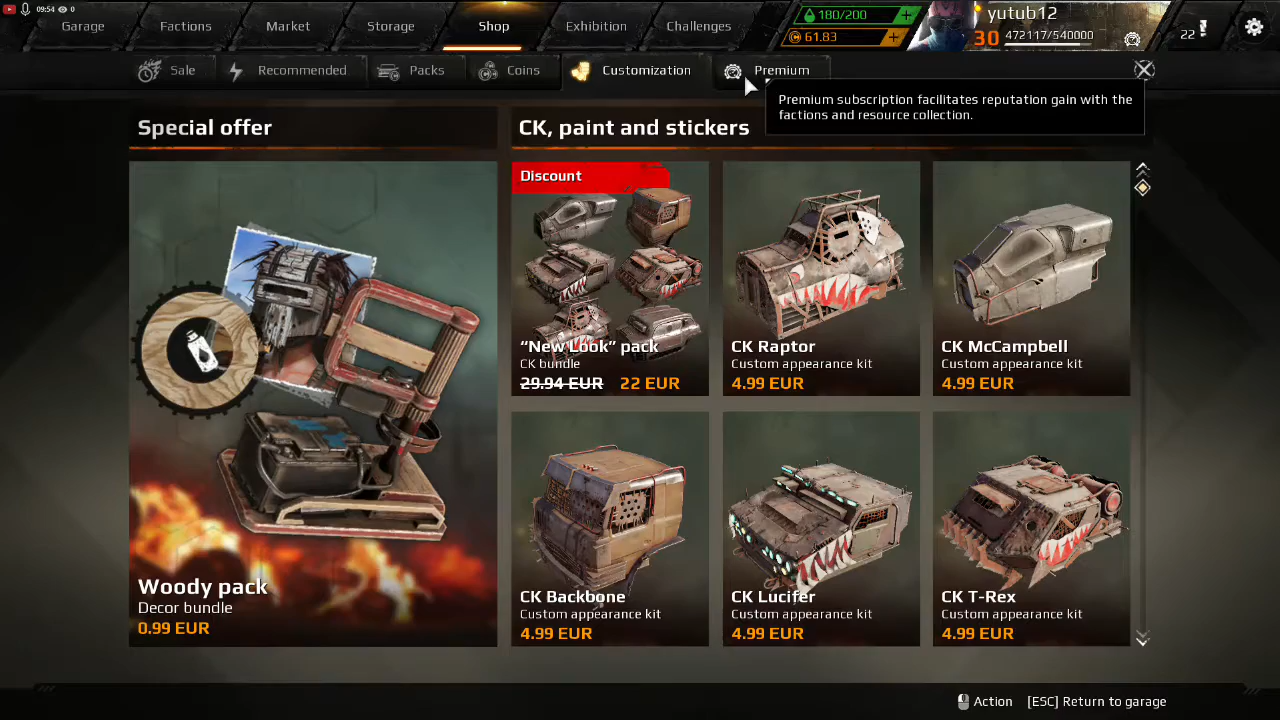 09:54 0
Garage Factions Market Storage Shop Exhibition Challenges
180/200
61.83
yutub12
30 472117/540000
22
Sale Recommended Packs Coins Customization Premium
Premium subscription facilitates reputation gain with the
factions and resource collection.
Special offer
Woody pack
Decor bundle
0.99 EUR
CK, paint and stickers
Discount
“New Look” pack
CK bundle
29.94 EUR 22 EUR
CK Raptor
Custom appearance kit
4.99 EUR
CK McCampbell
Custom appearance kit
4.99 EUR
CK Backbone
Custom appearance kit
4.99 EUR
CK Lucifer
Custom appearance kit
4.99 EUR
CK T-Rex
Custom appearance kit
4.99 EUR
Action [ESC] Return to garage